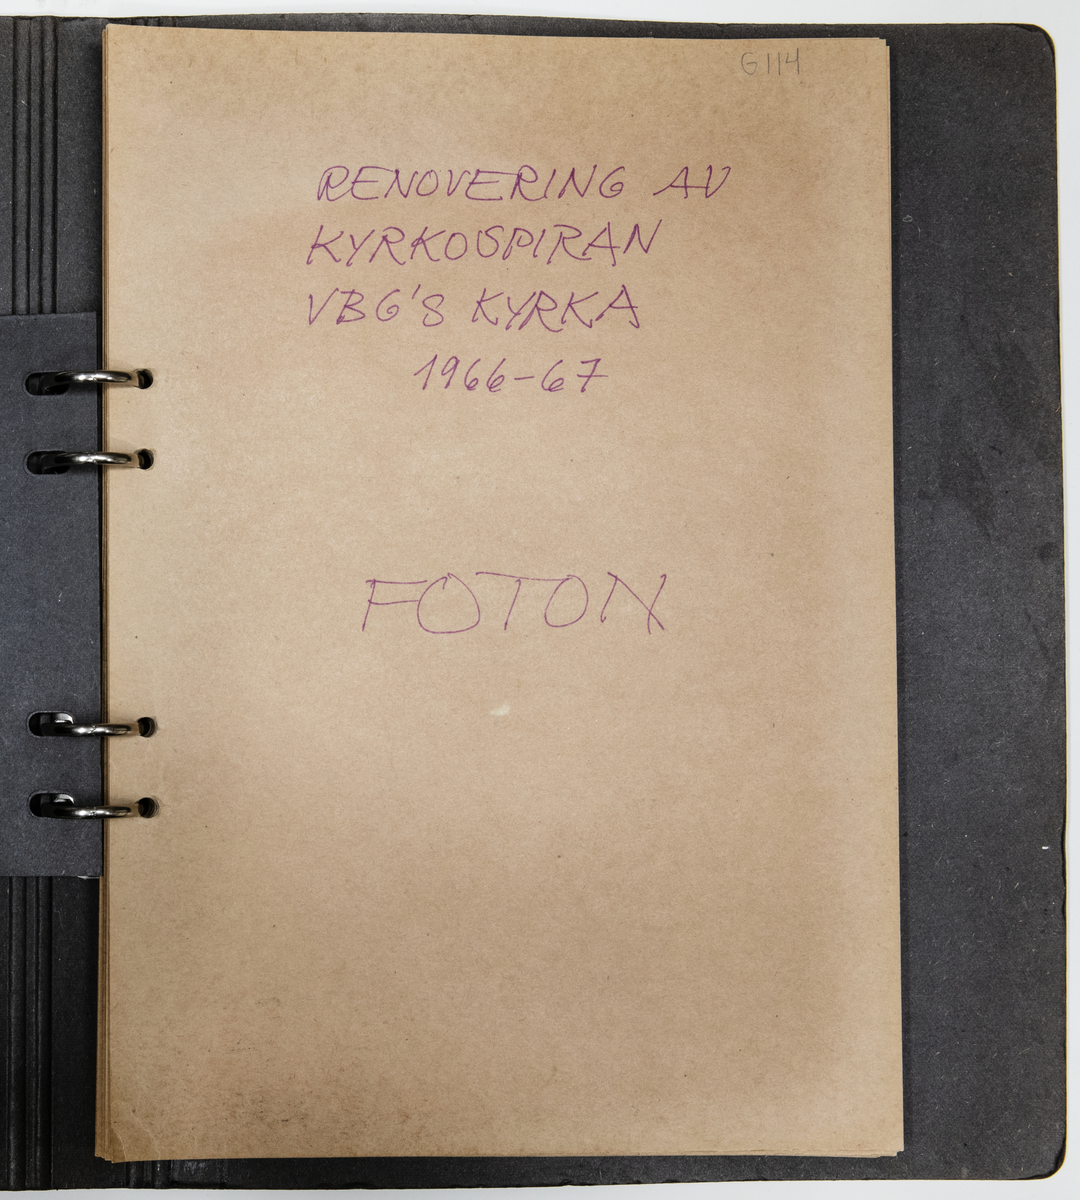 G114
RENOVERING AV
KYRKOSPIRAN
VBG'S KYRKA
1966-67
FOTON